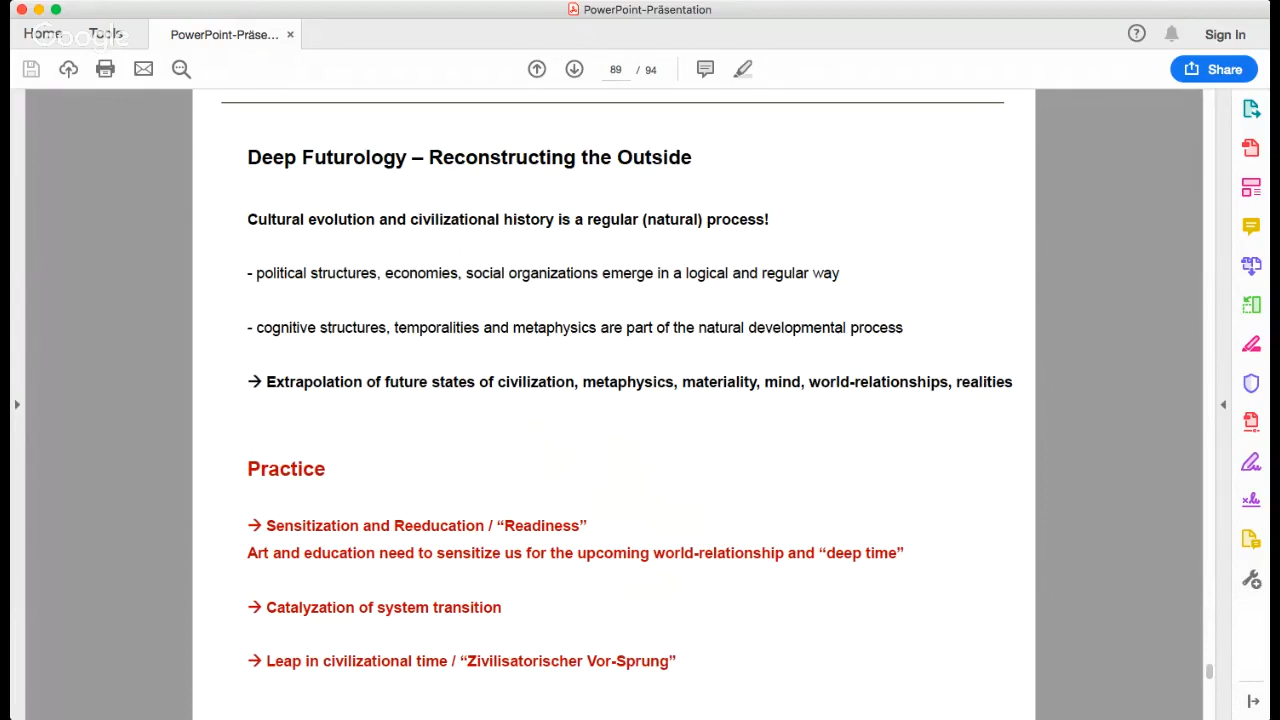 PowerPoint-Präsentation
Home Tools PowerPoint-Präse... × Sign In
Google
89 / 94 Share
Deep Futurology – Reconstructing the Outside
Cultural evolution and civilizational history is a regular (natural) process!
- political structures, economies, social organizations emerge in a logical and regular way
- cognitive structures, temporalities and metaphysics are part of the natural developmental process
→ Extrapolation of future states of civilization, metaphysics, materiality, mind, world-relationships, realities
Practice
→ Sensitization and Reeducation / “Readiness”
Art and education need to sensitize us for the upcoming world-relationship and “deep time”
→ Catalyzation of system transition
→ Leap in civilizational time / “Zivilisatorischer Vor-Sprung”